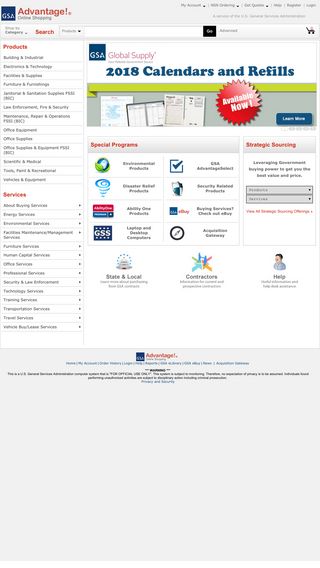 GSA Advantage!®
Online Shopping
My Account | NSN Ordering | Get Quotes | Help | Register | Login
A service of the U.S. General Services Administration
Shop by Category
Search
Products
Go
Advanced
Products
Building & Industrial
Electronics & Technology
Facilities & Supplies
Furniture & Furnishings
Janitorial & Sanitation Supplies FSSI (BIC)
Law Enforcement, Fire & Security
Maintenance, Repair & Operations FSSI (BIC)
Office Equipment
Office Supplies
Office Supplies & Equipment FSSI (BIC)
Scientific & Medical
Tools, Paint & Recreational
Vehicles & Equipment
Services
About Buying Services
Energy Services
Environmental Services
Facilities Maintenance/Management Services
Furniture Services
Human Capital Services
Office Services
Professional Services
Security & Law Enforcement
Technology Services
Training Services
Transportation Services
Travel Services
Vehicle Buy/Lease Services
GSA Global Supply®
2018 Calendars and Refills
Available Now!
Learn More
Special Programs
Environmental Products
GSA AdvantageSelect
Disaster Relief Products
Security Related Products
AbilityOne
Ability One Products
GSA eBuy
Buying Services? Check out eBuy
GSA
Laptop and Desktop Computers
Acquisition Gateway
Strategic Sourcing
Leveraging Government buying power to get you the best value and price.
Products
Services
View All Strategic Sourcing Offerings »
State & Local
Learn more about purchasing from GSA contracts
Contractors
Information for current and prospective contractors
Help
Useful information and help desk assistance
GSA Advantage!®
Online Shopping
Home | My Account | Order History | Login | Help | Reports | GSA eLibrary | GSA eBuy | News | Acquisition Gateway
*** WARNING ***
This is a U.S. General Services Administration computer system that is "FOR OFFICIAL USE ONLY". This system is subject to monitoring. Therefore, no expectation of privacy is to be assumed. Individuals found
performing unauthorized activities are subject to disciplinary action including criminal prosecution.
Privacy and Security